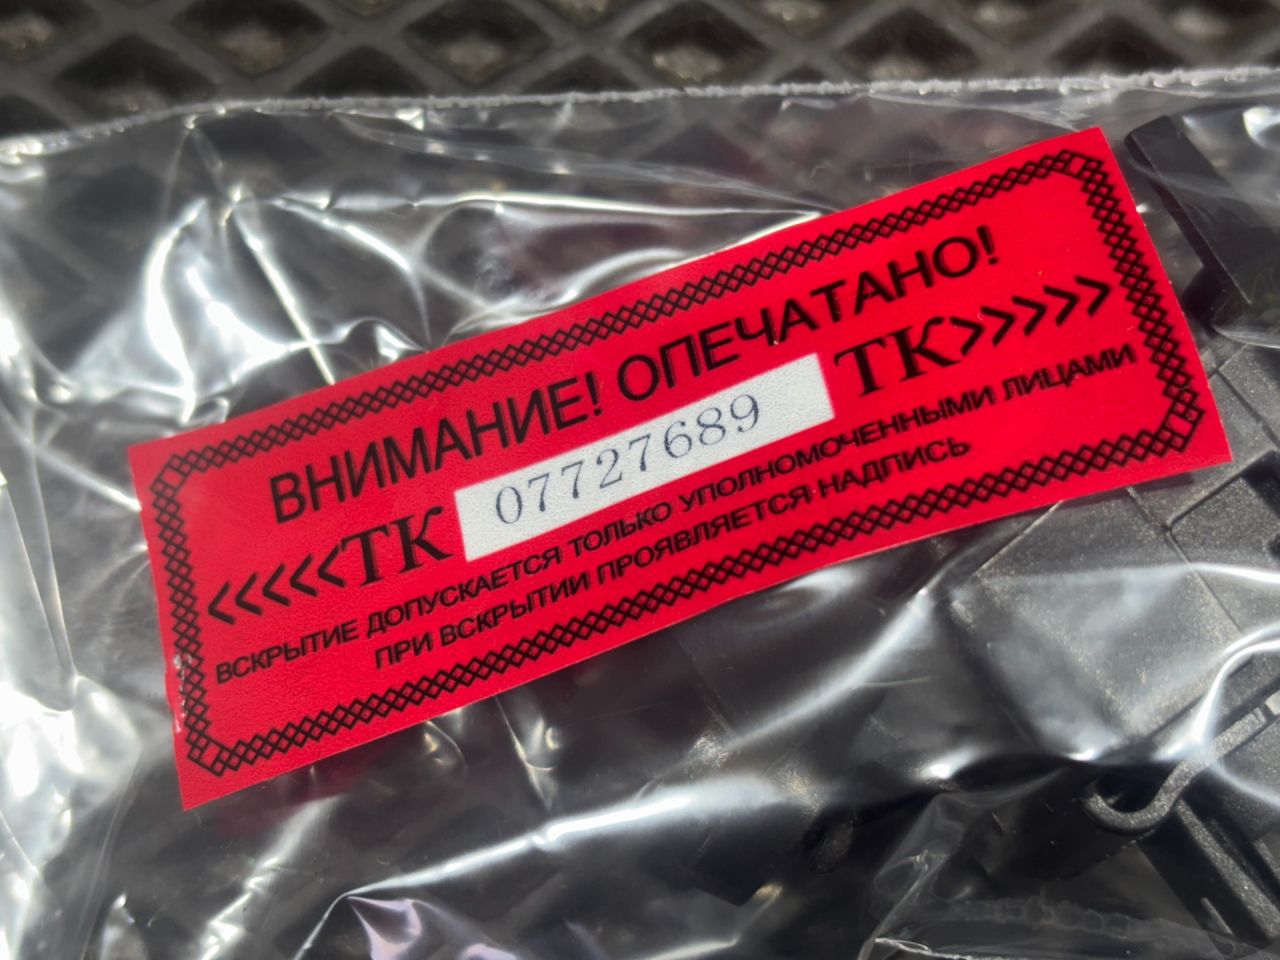 ВНИМАНИЕ! ОПЕЧАТАНО!
<<<<<ТК 07727689 ТК>>>>>
ВСКРЫТИЕ ДОПУСКАЕТСЯ ТОЛЬКО УПОЛНОМОЧЕННЫМИ ЛИЦАМИ
ПРИ ВСКРЫТИИ ПРОЯВЛЯЕТСЯ НАДПИСЬ